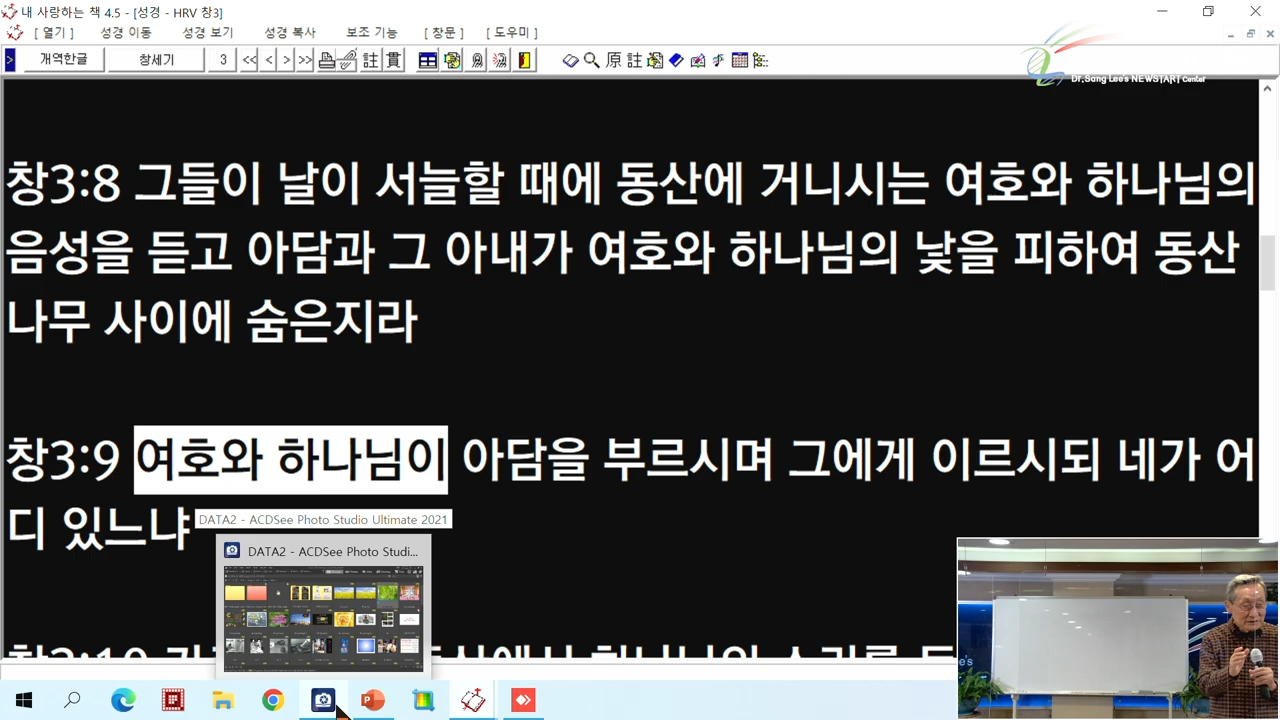 내 사랑하는 책 4.5 - [성경 - HRV 창3]
[ 열기 ] 성경 이동 성경 보기 성경 복사 보조 기능 [ 창문 ] [ 도우미 ]
개역한글 창세기 3 << < > >> 註 貫 原 註
Dr.Sang Lee's NEWSTART Center
창3:8 그들이 날이 서늘할 때에 동산에 거니시는 여호와 하나님의
음성을 듣고 아담과 그 아내가 여호와 하나님의 낯을 피하여 동산
나무 사이에 숨은지라
창3:9 여호와 하나님이 아담을 부르시며 그에게 이르시되 네가 어
디 있느냐
DATA2 - ACDSee Photo Studio Ultimate 2021
DATA2 - ACDSee Photo Studi...